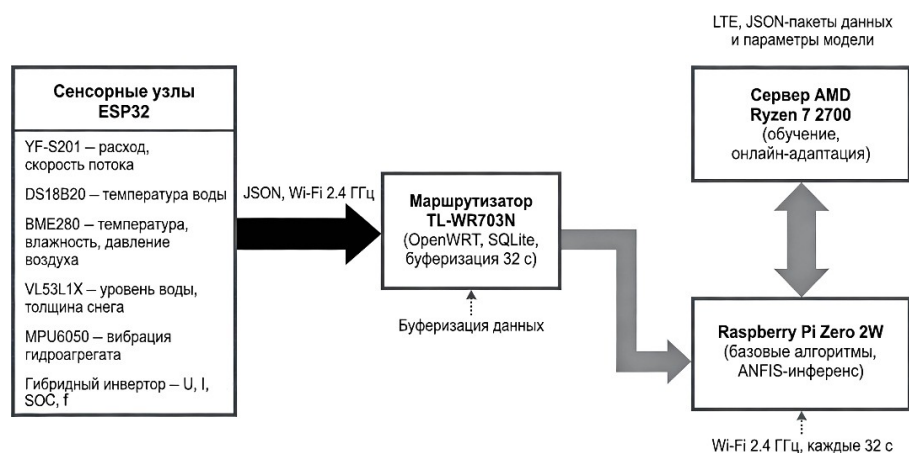 LTE, JSON-пакеты данных
и параметры модели
Сенсорные узлы
ESP32
YF-S201 – расход,
скорость потока
DS18B20 – температура воды
BME280 – температура,
влажность, давление
воздуха
VL53L1X – уровень воды,
толщина снега
MPU6050 – вибрация
гидроагрегата
Гибридный инвертор – U, I,
SOC, f
JSON, Wi-Fi 2.4 ГГц
Маршрутизатор
TL-WR703N
(OpenWRT, SQLite,
буферизация 32 с)
Буферизация данных
Сервер AMD
Ryzen 7 2700
(обучение,
онлайн-адаптация)
Raspberry Pi Zero 2W
(базовые алгоритмы,
ANFIS-инференс)
Wi-Fi 2.4 ГГц, каждые 32 с